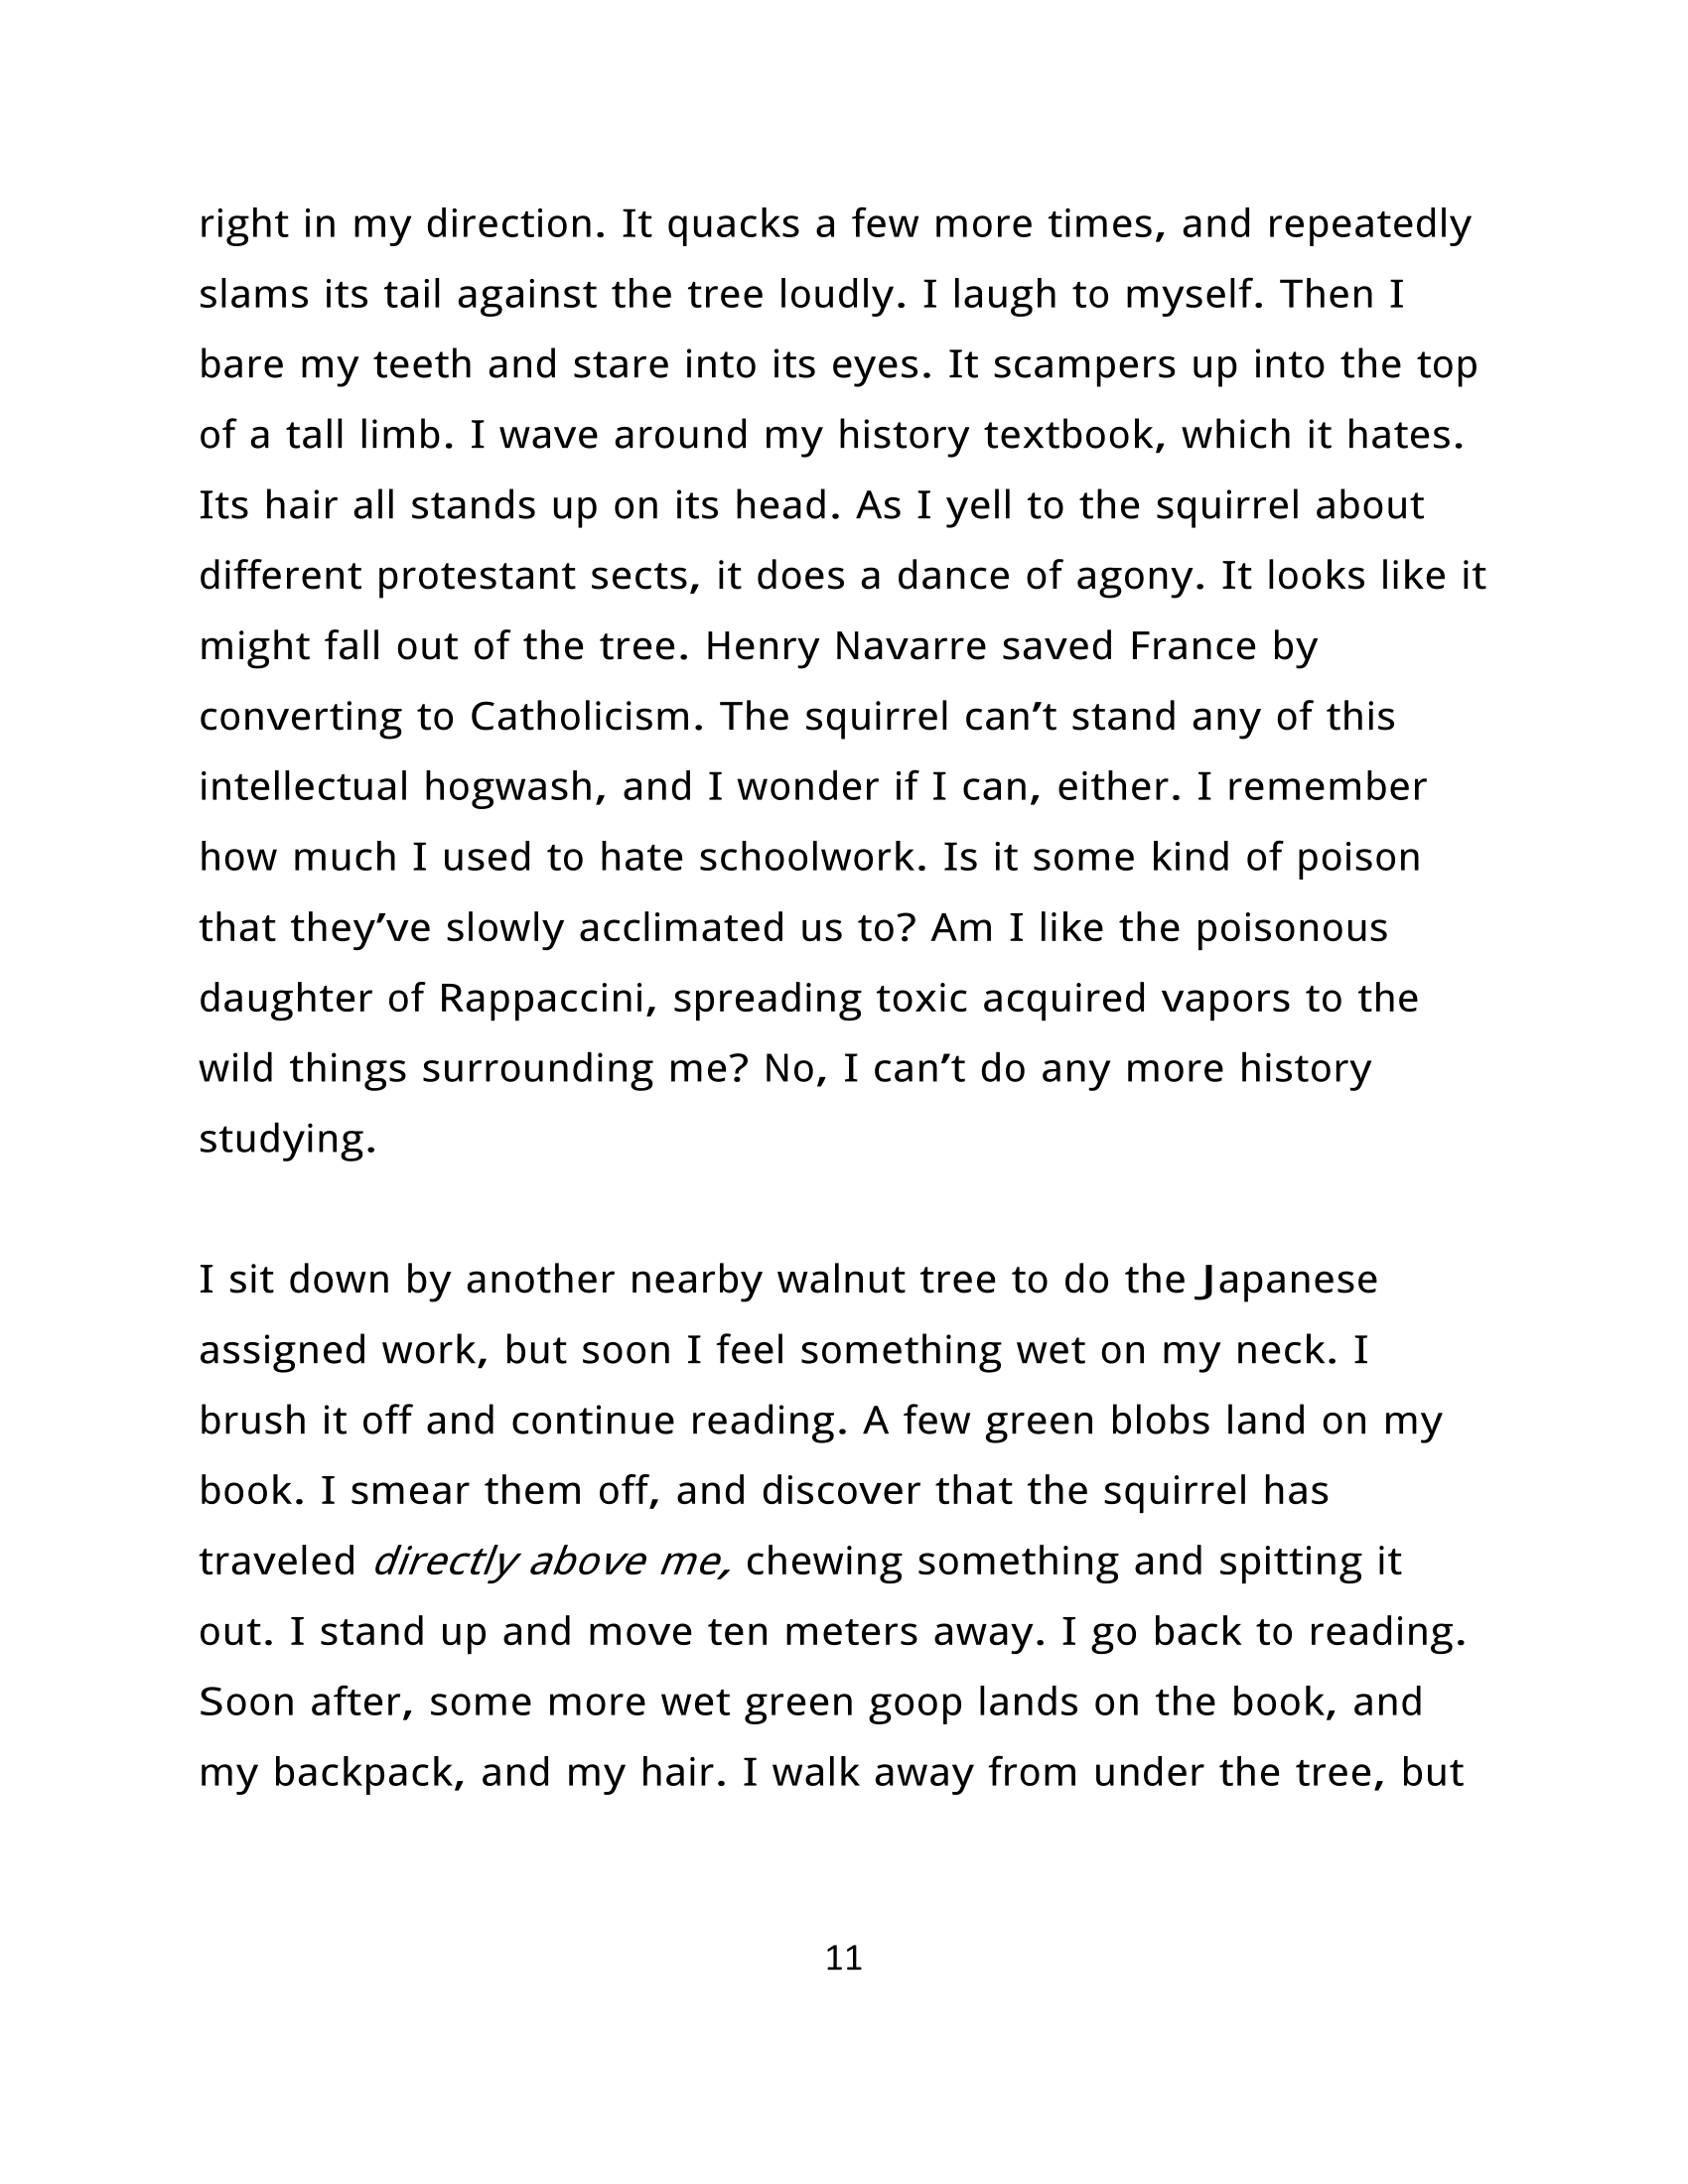 right in my direction. It quacks a few more times, and repeatedly
slams its tail against the tree loudly. I laugh to myself. Then I
bare my teeth and stare into its eyes. It scampers up into the top
of a tall limb. I wave around my history textbook, which it hates.
Its hair all stands up on its head. As I yell to the squirrel about
different protestant sects, it does a dance of agony. It looks like it
might fall out of the tree. Henry Navarre saved France by
converting to Catholicism. The squirrel can’t stand any of this
intellectual hogwash, and I wonder if I can, either. I remember
how much I used to hate schoolwork. Is it some kind of poison
that they’ve slowly acclimated us to? Am I like the poisonous
daughter of Rappaccini, spreading toxic acquired vapors to the
wild things surrounding me? No, I can’t do any more history
studying.
I sit down by another nearby walnut tree to do the Japanese
assigned work, but soon I feel something wet on my neck. I
brush it off and continue reading. A few green blobs land on my
book. I smear them off, and discover that the squirrel has
traveled directly above me, chewing something and spitting it
out. I stand up and move ten meters away. I go back to reading.
Soon after, some more wet green goop lands on the book, and
my backpack, and my hair. I walk away from under the tree, but
11